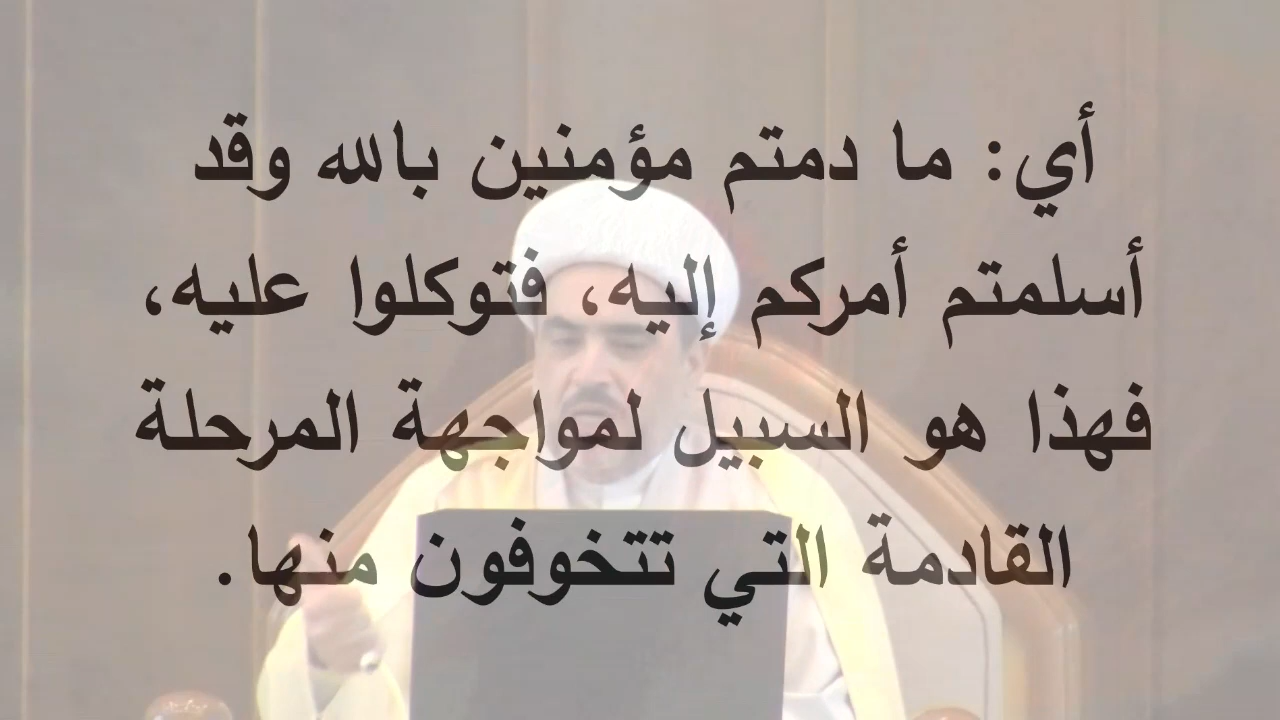 أي: ما دمتم مؤمنين بالله وقد
أسلمتم أمركم إليه، فتوكلوا عليه،
فهذا هو السبيل لمواجهة المرحلة
القادمة التي تتخوفون منها.